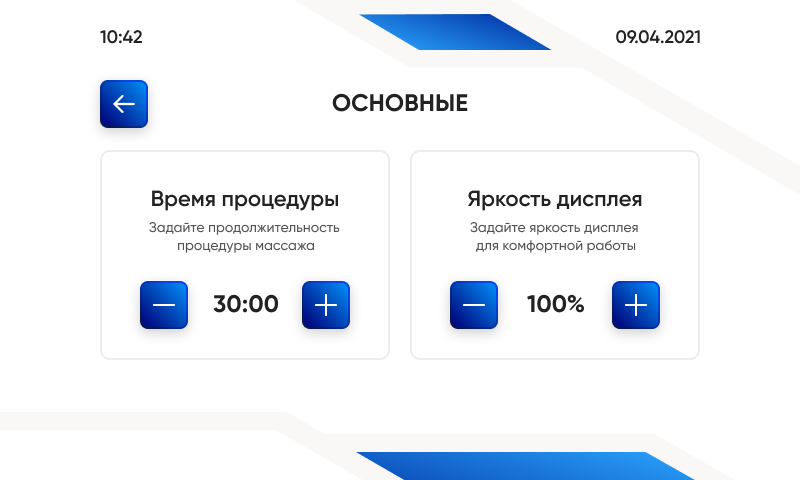 10:42
09.04.2021
ОСНОВНЫЕ
Время процедуры
Задайте продолжительность
процедуры массажа
30:00
Яркость дисплея
Задайте яркость дисплея
для комфортной работы
100%